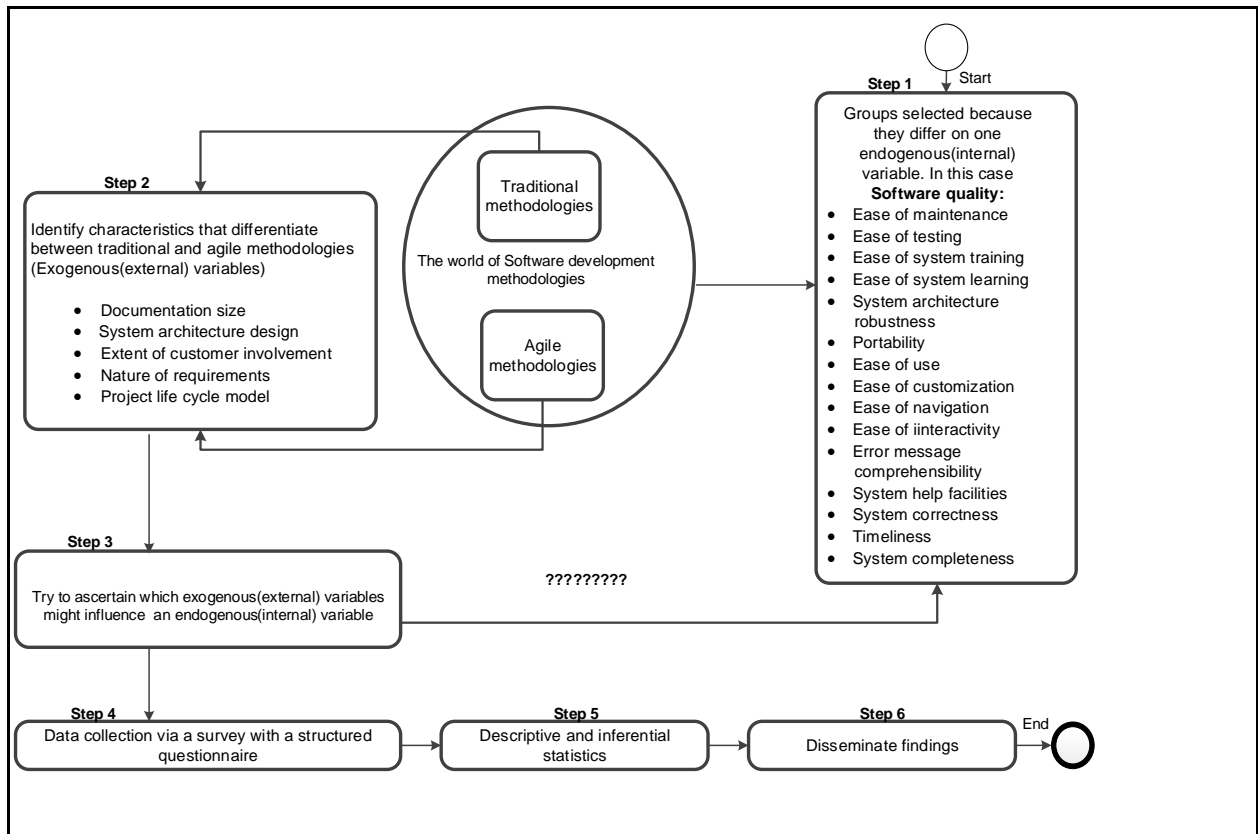 Start
Step 1
Groups selected because
they differ on one
endogenous(internal)
variable. In this case
Software quality:
• Ease of maintenance
• Ease of testing
• Ease of system training
• Ease of system learning
• System architecture
robustness
• Portability
• Ease of use
• Ease of customization
• Ease of navigation
• Ease of iinteractivity
• Error message
comprehensibility
• System help facilities
• System correctness
• Timeliness
• System completeness
Traditional
methodologies
The world of Software development
methodologies
Agile
methodologies
Step 2
Identify characteristics that differentiate
between traditional and agile methodologies
(Exogenous(external) variables)
• Documentation size
• System architecture design
• Extent of customer involvement
• Nature of requirements
• Project life cycle model
Step 3
Try to ascertain which exogenous(external) variables
might influence an endogenous(internal) variable
?????????
Step 4
Data collection via a survey with a structured
questionnaire
Step 5
Descriptive and inferential
statistics
Step 6
Disseminate findings
End